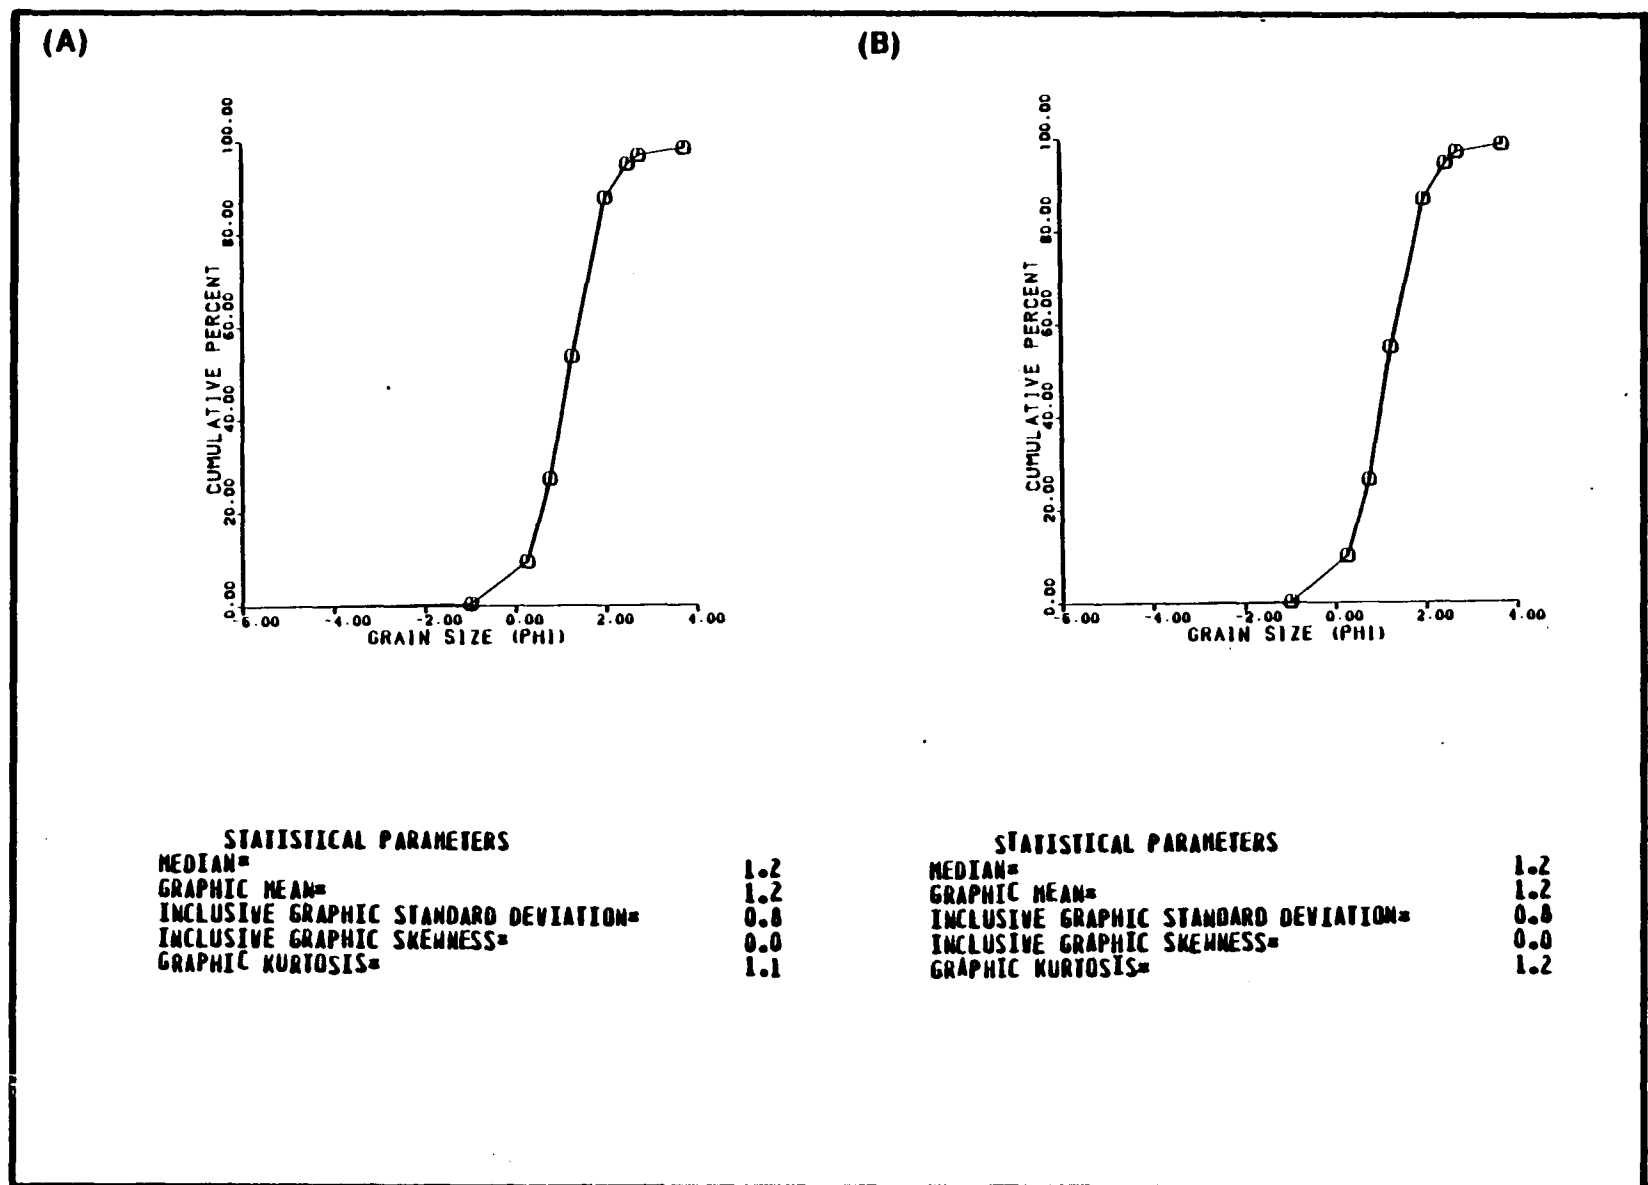 (A)
(B)
CUMULATIVE PERCENT
0.00 20.00 40.00 60.00 80.00 100.00
-6.00 -4.00 -2.00 0.00 2.00 4.00
GRAIN SIZE (PHI)
CUMULATIVE PERCENT
0.00 20.00 40.00 60.00 80.00 100.00
-6.00 -4.00 -2.00 0.00 2.00 4.00
GRAIN SIZE (PHI)
STATISTICAL PARAMETERS
MEDIAN= 1.2
GRAPHIC MEAN= 1.2
INCLUSIVE GRAPHIC STANDARD DEVIATION= 0.8
INCLUSIVE GRAPHIC SKEWNESS= 0.0
GRAPHIC KURTOSIS= 1.1
STATISTICAL PARAMETERS
MEDIAN= 1.2
GRAPHIC MEAN= 1.2
INCLUSIVE GRAPHIC STANDARD DEVIATION= 0.8
INCLUSIVE GRAPHIC SKEWNESS= 0.0
GRAPHIC KURTOSIS= 1.2